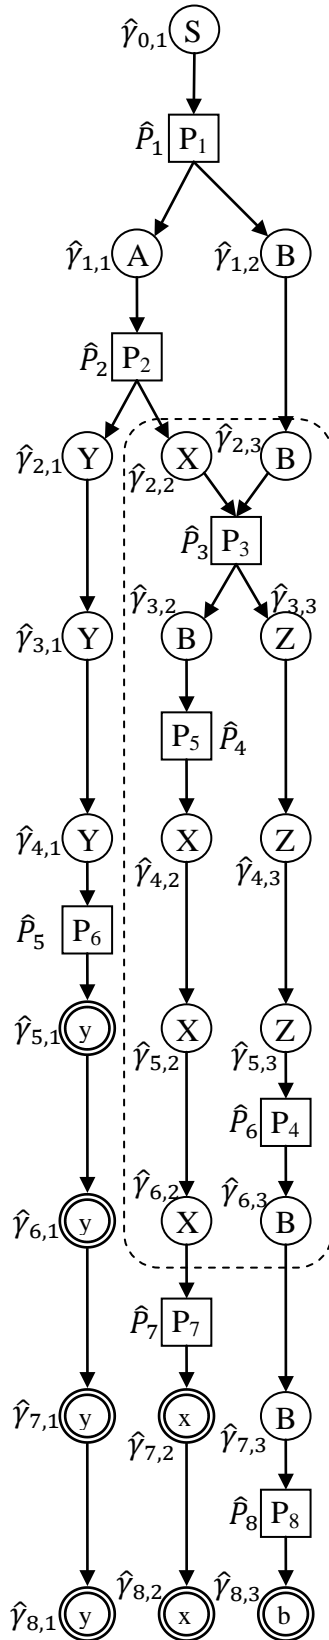 γ̂0,1 S
P̂1 P1
γ̂1,1 A γ̂1,2 B
P̂2 P2
γ̂2,1 Y γ̂2,2 X γ̂2,3 B
P̂3 P3
γ̂3,2 γ̂3,3
γ̂3,1 Y B Z
P5 P̂4
γ̂4,1 Y X Z
γ̂4,2 γ̂4,3
P̂5 P6
γ̂5,1 y γ̂5,2 X γ̂5,3 Z
P̂6 P4
γ̂6,2 γ̂6,3
γ̂6,1 y X B
P̂7 P7
γ̂7,1 y x B
γ̂7,2 γ̂7,3
P̂8 P8
γ̂8,2 γ̂8,3
γ̂8,1 y x b